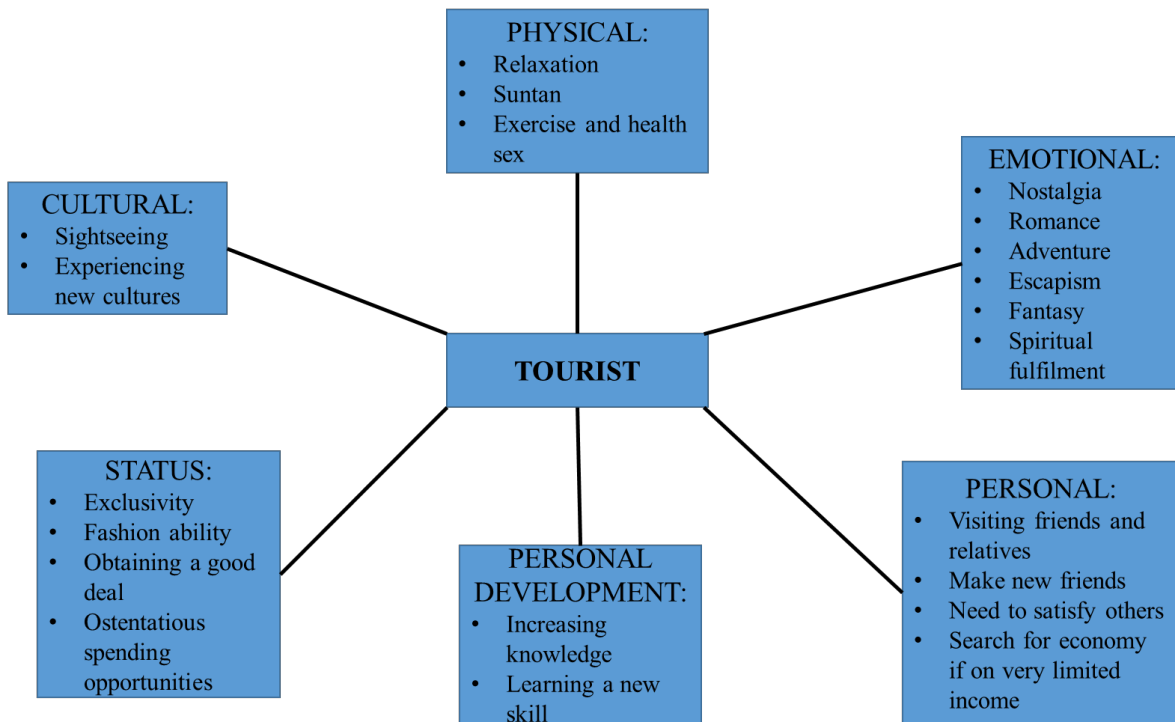 PHYSICAL:
• Relaxation
• Suntan
• Exercise and health
sex
EMOTIONAL:
• Nostalgia
• Romance
• Adventure
• Escapism
• Fantasy
• Spiritual
fulfilment
CULTURAL:
• Sightseeing
• Experiencing
new cultures
TOURIST
STATUS:
• Exclusivity
• Fashion ability
• Obtaining a good
deal
• Ostentatious
spending
opportunities
PERSONAL
DEVELOPMENT:
• Increasing
knowledge
• Learning a new
skill
PERSONAL:
• Visiting friends and
relatives
• Make new friends
• Need to satisfy others
• Search for economy
if on very limited
income